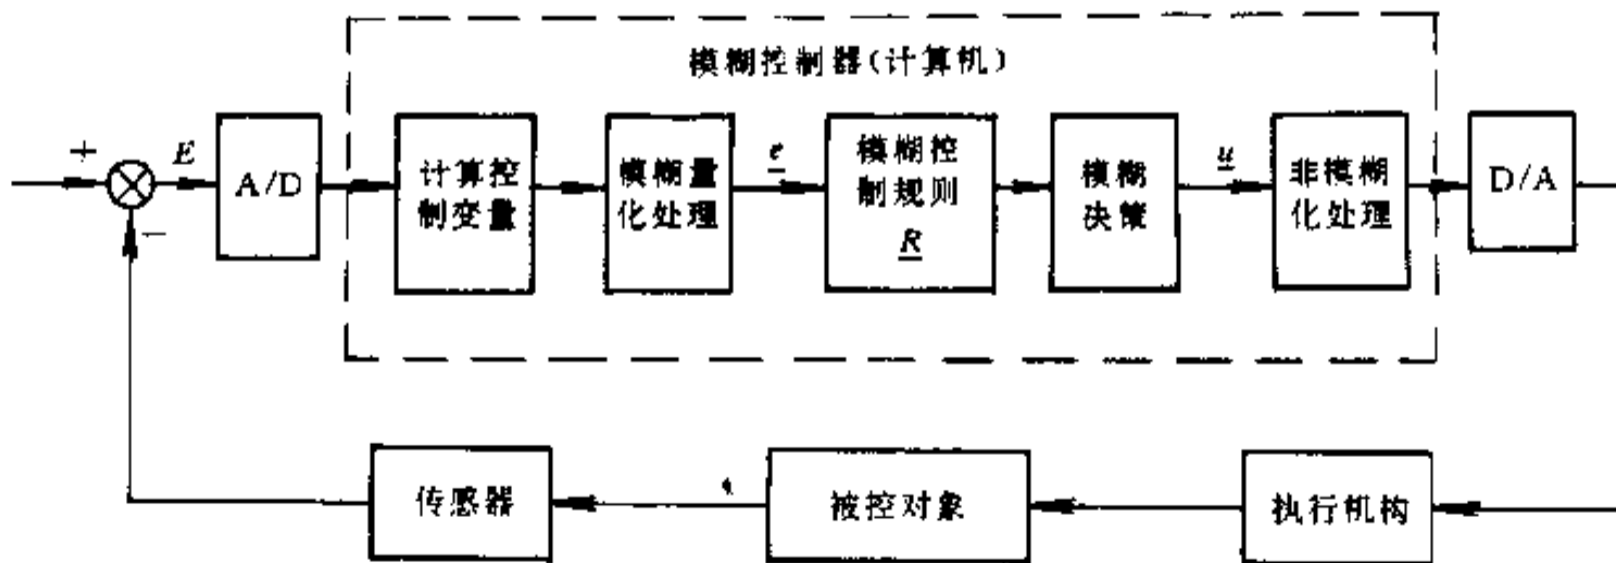 模糊控制器(计算机)
+
E
A/D
计算控
制变量
模糊量
化处理
e
模糊控
制规则
R
模糊
决策
u
非模糊
化处理
D/A
−
传感器
被控对象
执行机构